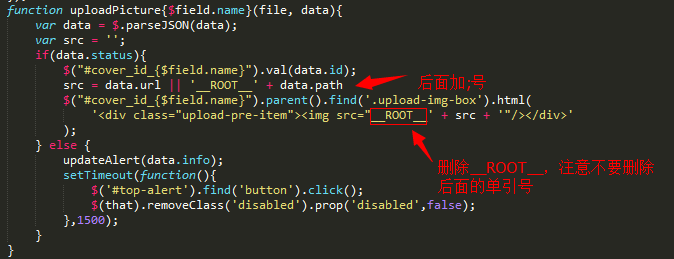 function uploadPicture{$field.name}(file, data){
var data = $.parseJSON(data);
var src = '';
if(data.status){
$("#cover_id_{$field.name}").val(data.id);
src = data.url || '__ROOT__' + data.path
后面加;号
$("#cover_id_{$field.name}").parent().find('.upload-img-box').html(
'<div class="upload-pre-item"><img src="__ROOT__' + src + '"/></div>'
);
} else {
updateAlert(data.info);
setTimeout(function(){
$('#top-alert').find('button').click();
$(that).removeClass('disabled').prop('disabled',false);
},1500);
}
}
删除__ROOT__，注意不要删除
后面的单引号